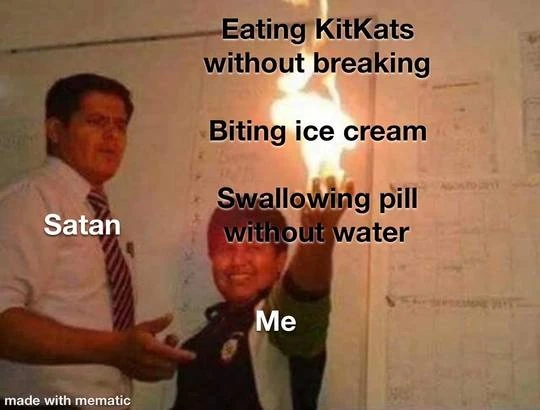 Eating KitKats
without breaking
Biting ice cream
Swallowing pill
without water
Satan
Me
made with mematic